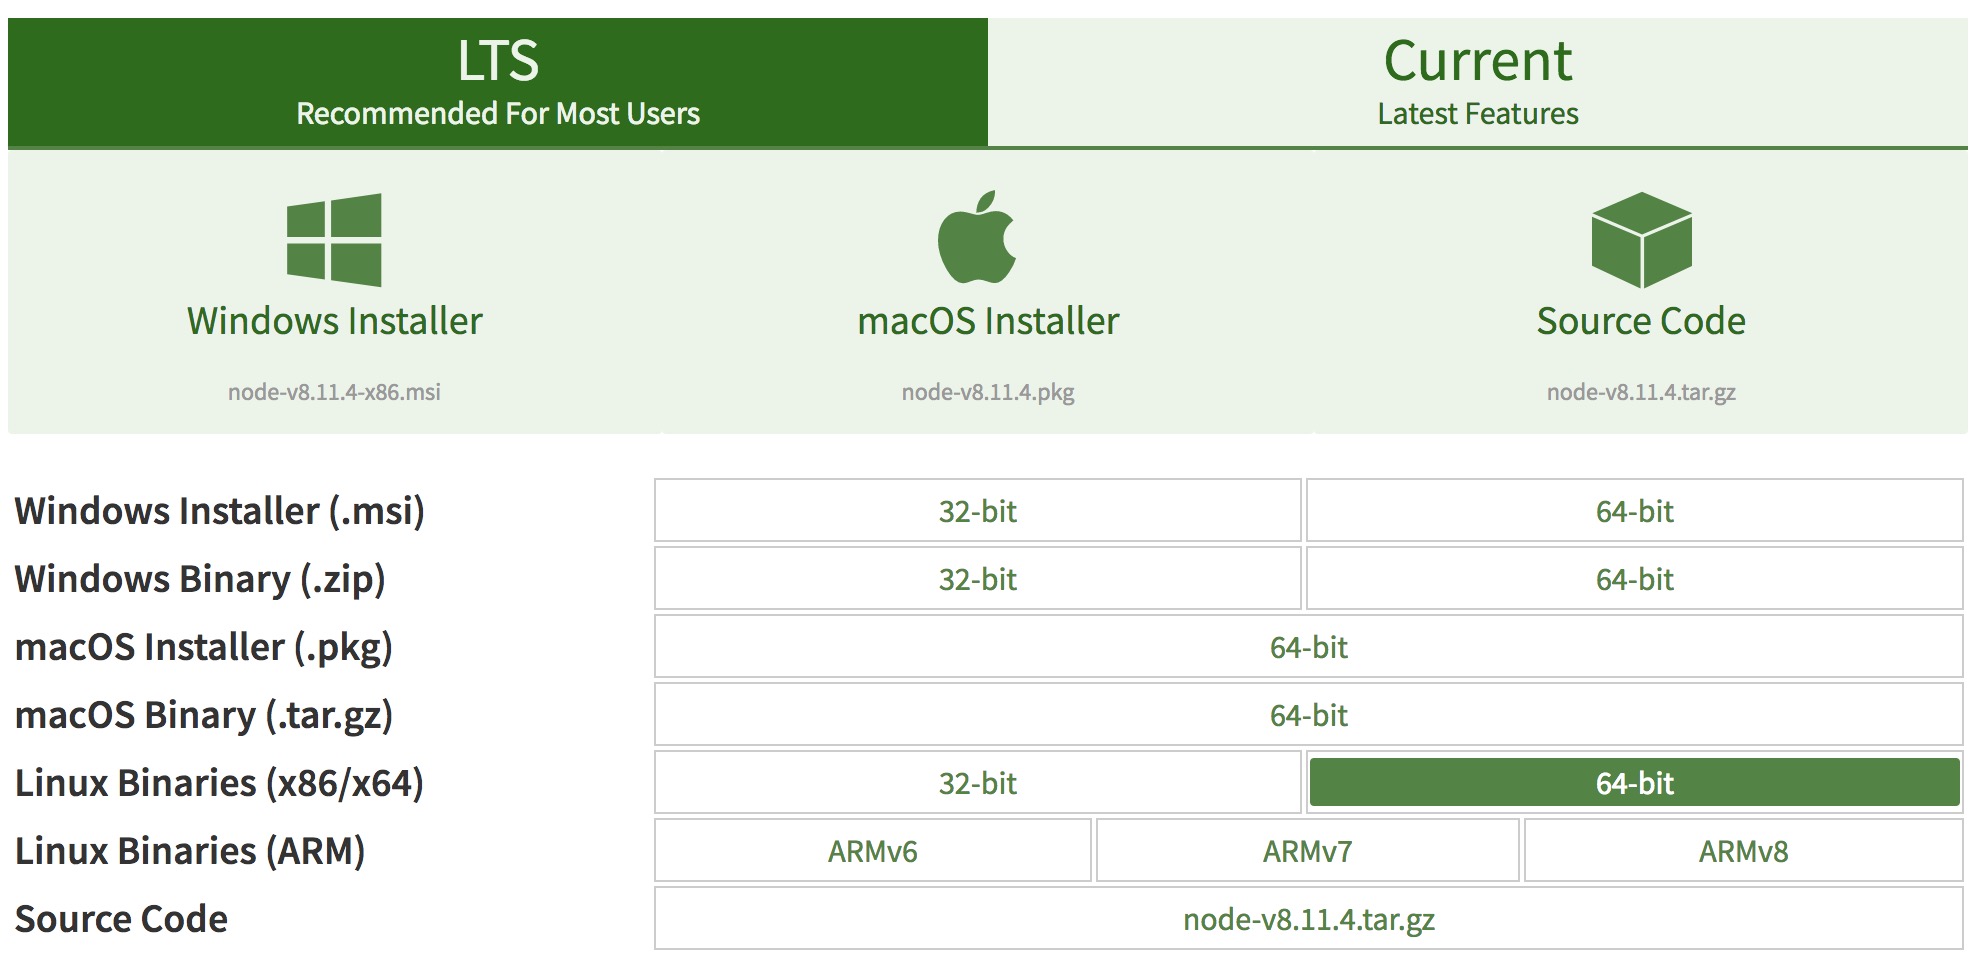 LTS
Recommended For Most Users
Current
Latest Features
Windows Installer
node-v8.11.4-x86.msi
macOS Installer
node-v8.11.4.pkg
Source Code
node-v8.11.4.tar.gz
Windows Installer (.msi) 32-bit 64-bit
Windows Binary (.zip) 32-bit 64-bit
macOS Installer (.pkg) 64-bit
macOS Binary (.tar.gz) 64-bit
Linux Binaries (x86/x64) 32-bit 64-bit
Linux Binaries (ARM) ARMv6 ARMv7 ARMv8
Source Code node-v8.11.4.tar.gz